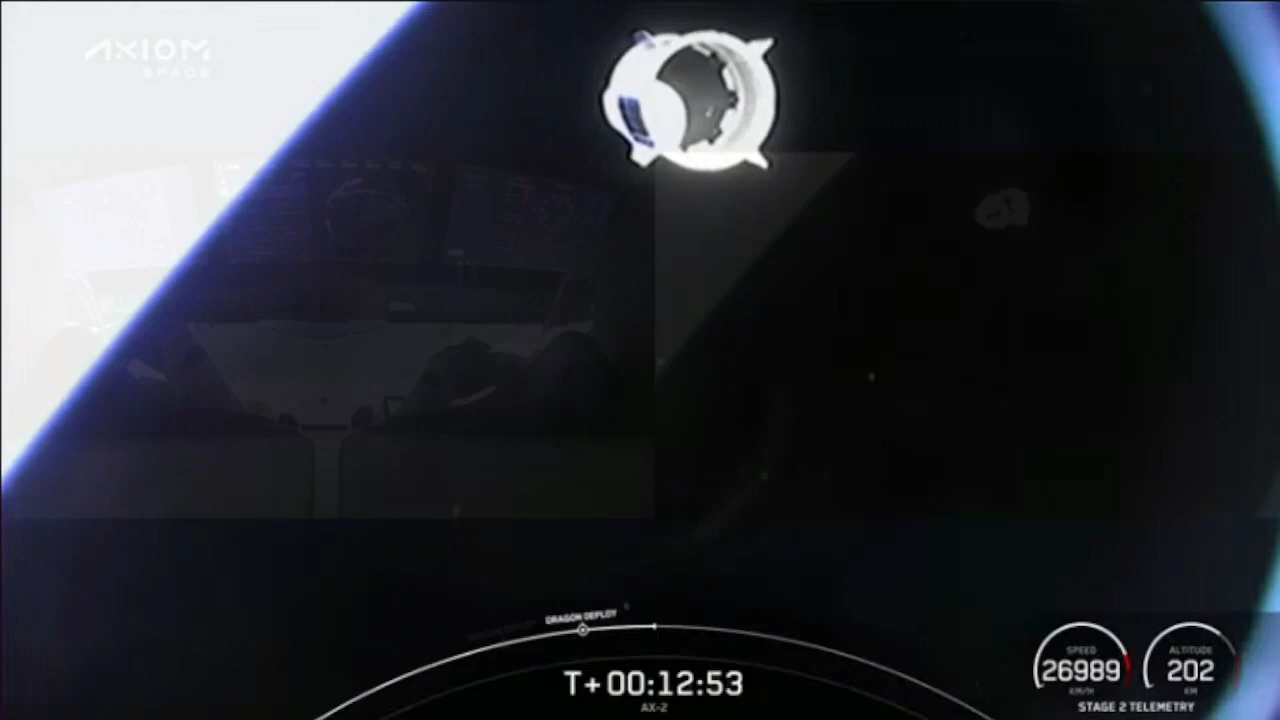 AXIOM
SPACE
DRAGON DEPLOY
T+00:12:53
AX-2
SPEED
26989
KM/H
ALTITUDE
202
KM
STAGE 2 TELEMETRY